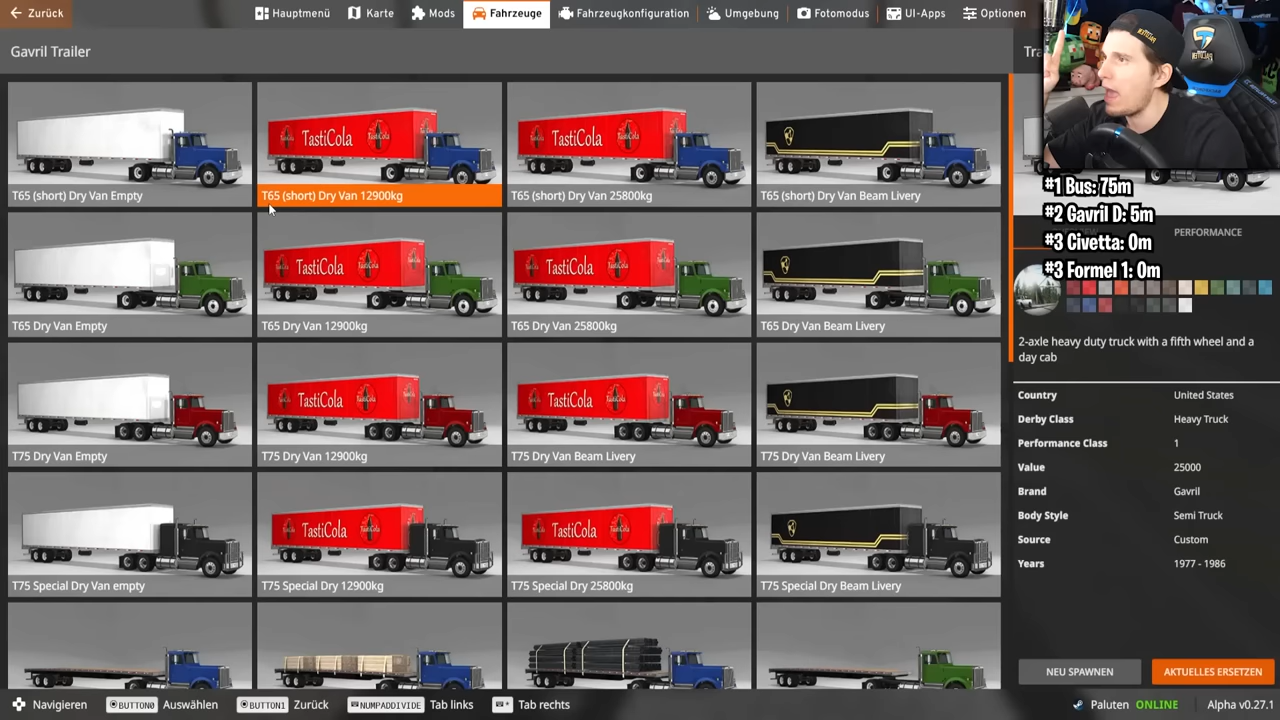 Zurück
Hauptmenü Karte Mods Fahrzeuge Fahrzeugkonfiguration Umgebung Fotomodus UI-Apps Optionen
Gavril Trailer
Tra
TastiCola TastiCola
T65 (short) Dry Van Empty
T65 (short) Dry Van 12900kg
T65 (short) Dry Van 25800kg
T65 (short) Dry Van Beam Livery
#1 Bus: 75m
#2 Gavril D: 5m
#3 Civetta: 0m
#3 Formel 1: 0m
PERFORMANCE
TastiCola TastiCola
T65 Dry Van Empty
T65 Dry Van 12900kg
T65 Dry Van 25800kg
T65 Dry Van Beam Livery
2-axle heavy duty truck with a fifth wheel and a
day cab
TastiCola TastiCola
T75 Dry Van Empty
T75 Dry Van 12900kg
T75 Dry Van Beam Livery
T75 Dry Van Beam Livery
Country United States
Derby Class Heavy Truck
Performance Class 1
Value 25000
Brand Gavril
Body Style Semi Truck
Source Custom
Years 1977 - 1986
TastiCola TastiCola
T75 Special Dry Van empty
T75 Special Dry 12900kg
T75 Special Dry 25800kg
T75 Special Dry Beam Livery
NEU SPAWNEN AKTUELLES ERSETZEN
Navigieren BUTTON0 Auswählen BUTTON1 Zurück NUMPADDIVIDE Tab links * Tab rechts
Paluten ONLINE Alpha v0.27.1